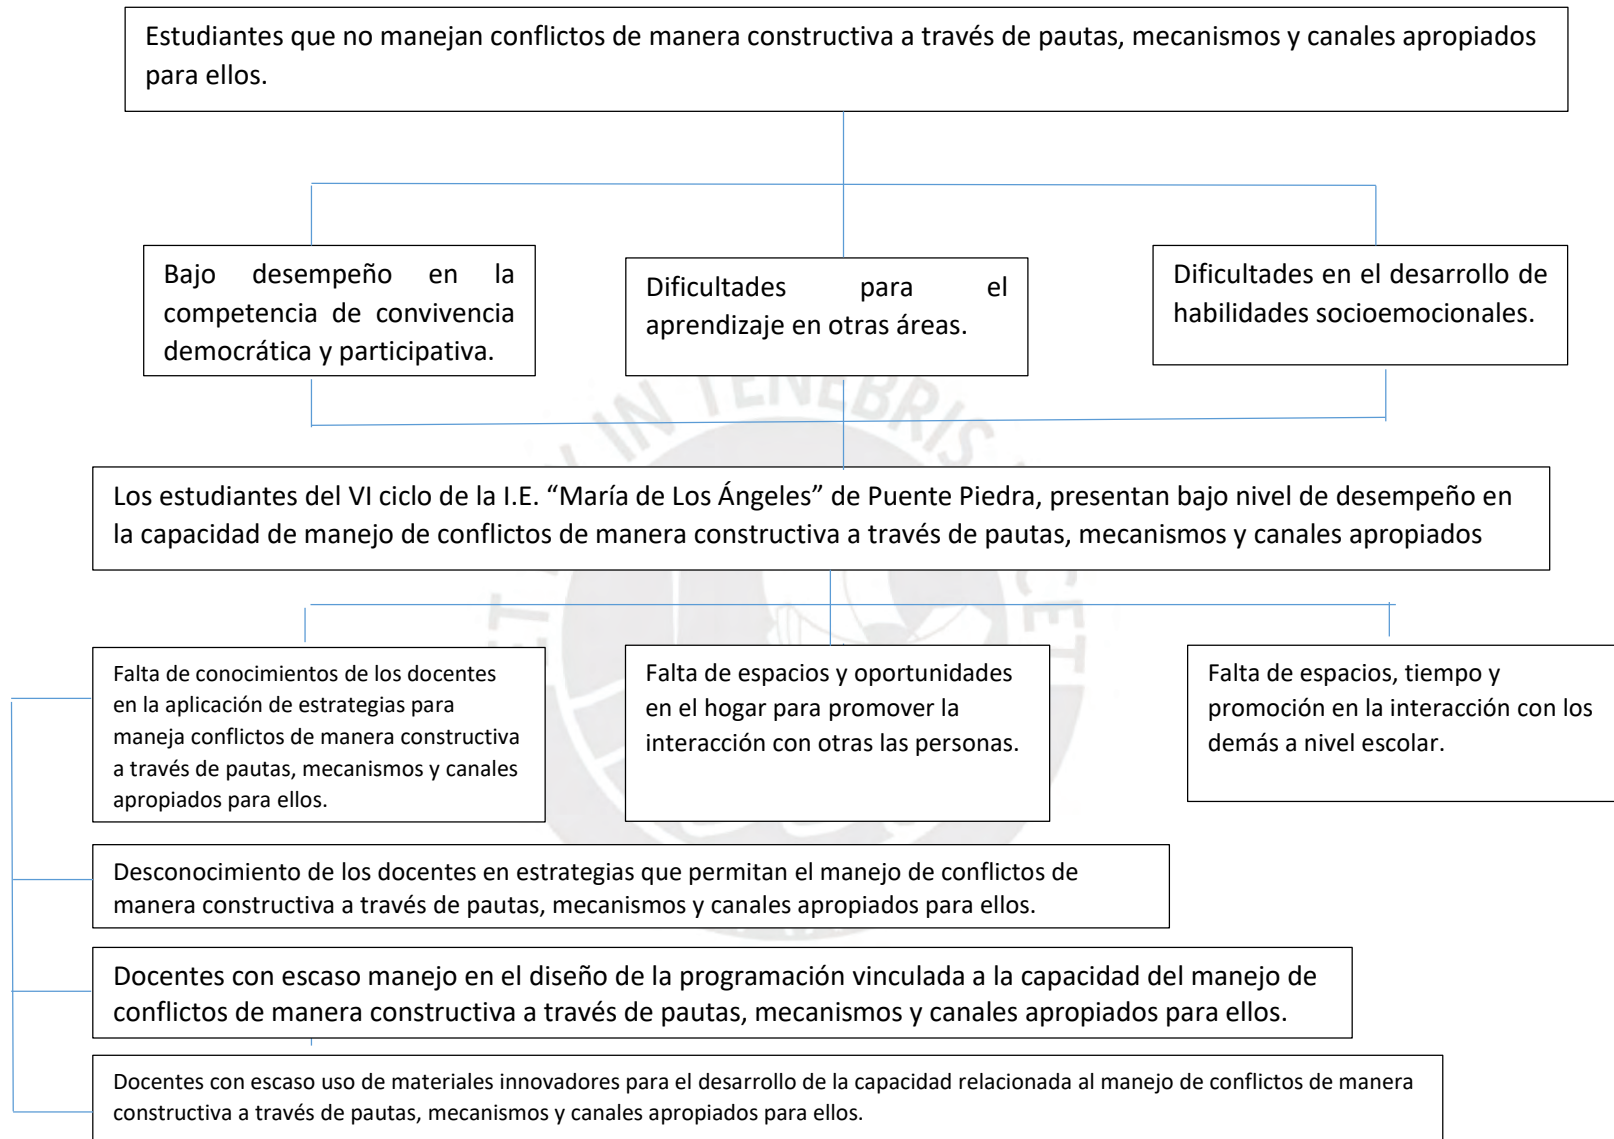 Estudiantes que no manejan conflictos de manera constructiva a través de pautas, mecanismos y canales apropiados
para ellos.
Bajo desempeño en la
competencia de convivencia
democrática y participativa.
Dificultades para el
aprendizaje en otras áreas.
Dificultades en el desarrollo de
habilidades socioemocionales.
IN TENEBRIS
Los estudiantes del VI ciclo de la I.E. “María de Los Ángeles” de Puente Piedra, presentan bajo nivel de desempeño en
la capacidad de manejo de conflictos de manera constructiva a través de pautas, mecanismos y canales apropiados
ET
CET
Falta de conocimientos de los docentes
en la aplicación de estrategias para
maneja conflictos de manera constructiva
a través de pautas, mecanismos y canales
apropiados para ellos.
Falta de espacios y oportunidades
en el hogar para promover la
interacción con otras las personas.
Falta de espacios, tiempo y
promoción en la interacción con los
demás a nivel escolar.
Desconocimiento de los docentes en estrategias que permitan el manejo de conflictos de
manera constructiva a través de pautas, mecanismos y canales apropiados para ellos.
Docentes con escaso manejo en el diseño de la programación vinculada a la capacidad del manejo de
conflictos de manera constructiva a través de pautas, mecanismos y canales apropiados para ellos.
Docentes con escaso uso de materiales innovadores para el desarrollo de la capacidad relacionada al manejo de conflictos de manera
constructiva a través de pautas, mecanismos y canales apropiados para ellos.